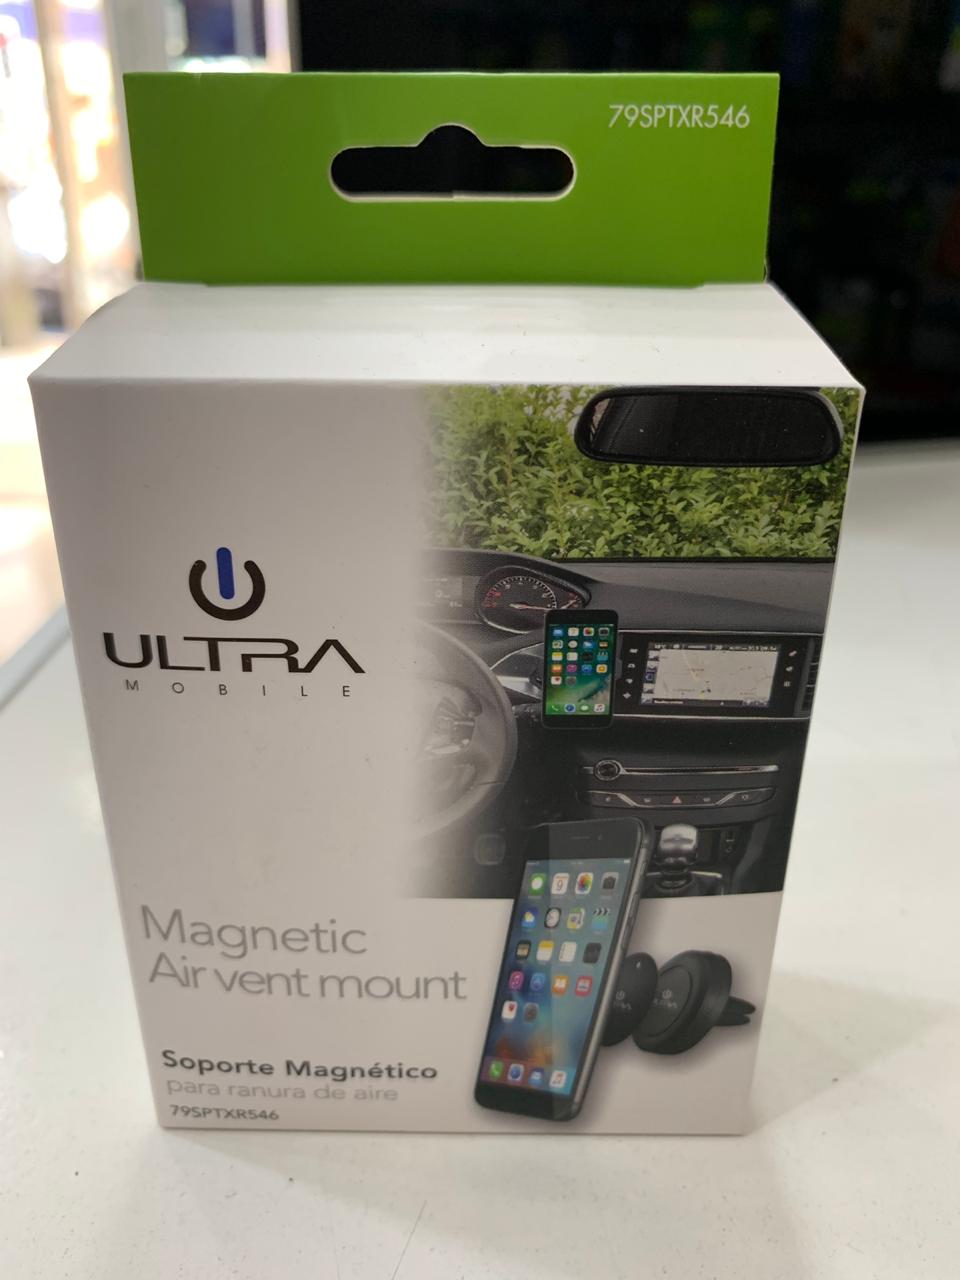 79SPTXR546
ULTRA
MOBILE
Magnetic
Air vent mount
Soporte Magnético
para ranura de aire
79SPTXR546